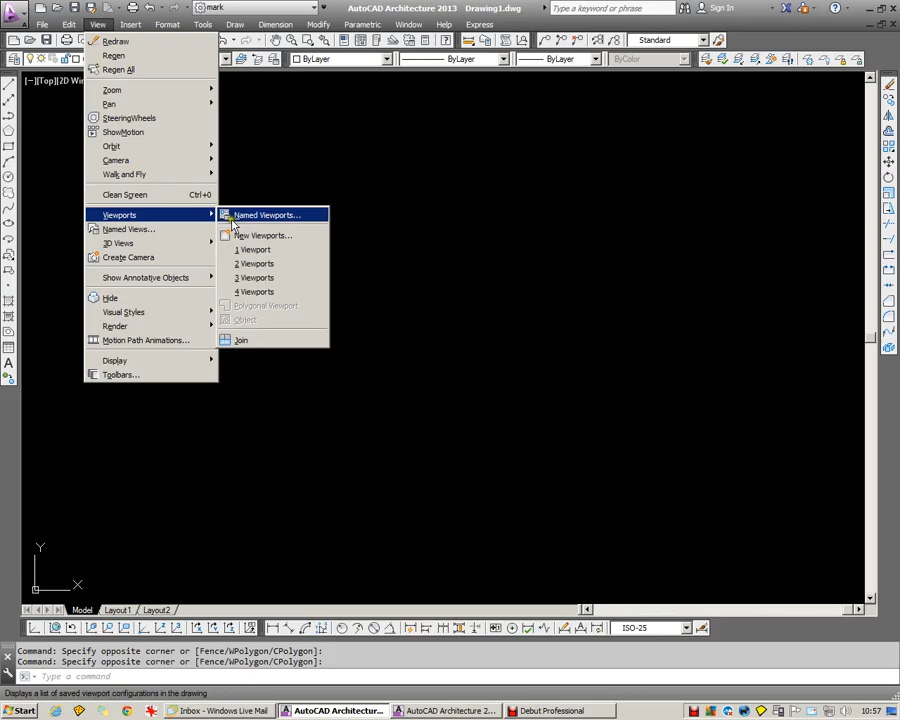 mark
AutoCAD Architecture 2013 Drawing1.dwg
Type a keyword or phrase
Sign In
File Edit View Insert Format Tools Draw Dimension Modify Parametric Window Help Express
Standard
ByLayer
ByLayer
ByLayer
ByColor
[−][Top][2D Wir
Redraw
Regen
Regen All
Zoom
Pan
SteeringWheels
ShowMotion
Orbit
Camera
Walk and Fly
Clean Screen Ctrl+0
Viewports
Named Views...
3D Views
Create Camera
Show Annotative Objects
Hide
Visual Styles
Render
Motion Path Animations...
Display
Toolbars...
Named Viewports...
New Viewports...
1 Viewport
2 Viewports
3 Viewports
4 Viewports
Polygonal Viewport
Object
Join
Y
X
Model Layout1 Layout2
ISO-25
Command: Specify opposite corner or [Fence/WPolygon/CPolygon]:
Command: Specify opposite corner or [Fence/WPolygon/CPolygon]:
Type a command
Displays a list of saved viewport configurations in the drawing
Start
Inbox - Windows Live Mail
AutoCAD Architectur...
AutoCAD Architecture 2...
Debut Professional
10:57